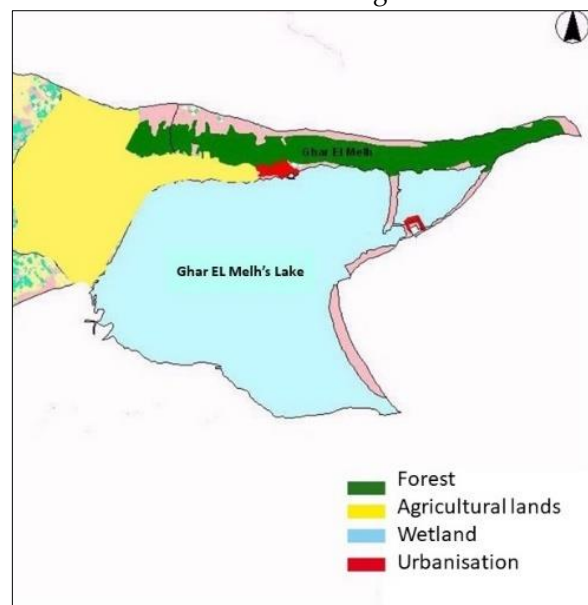 Ghar El Melh
Ghar EL Melh's Lake
Forest
Agricultural lands
Wetland
Urbanisation